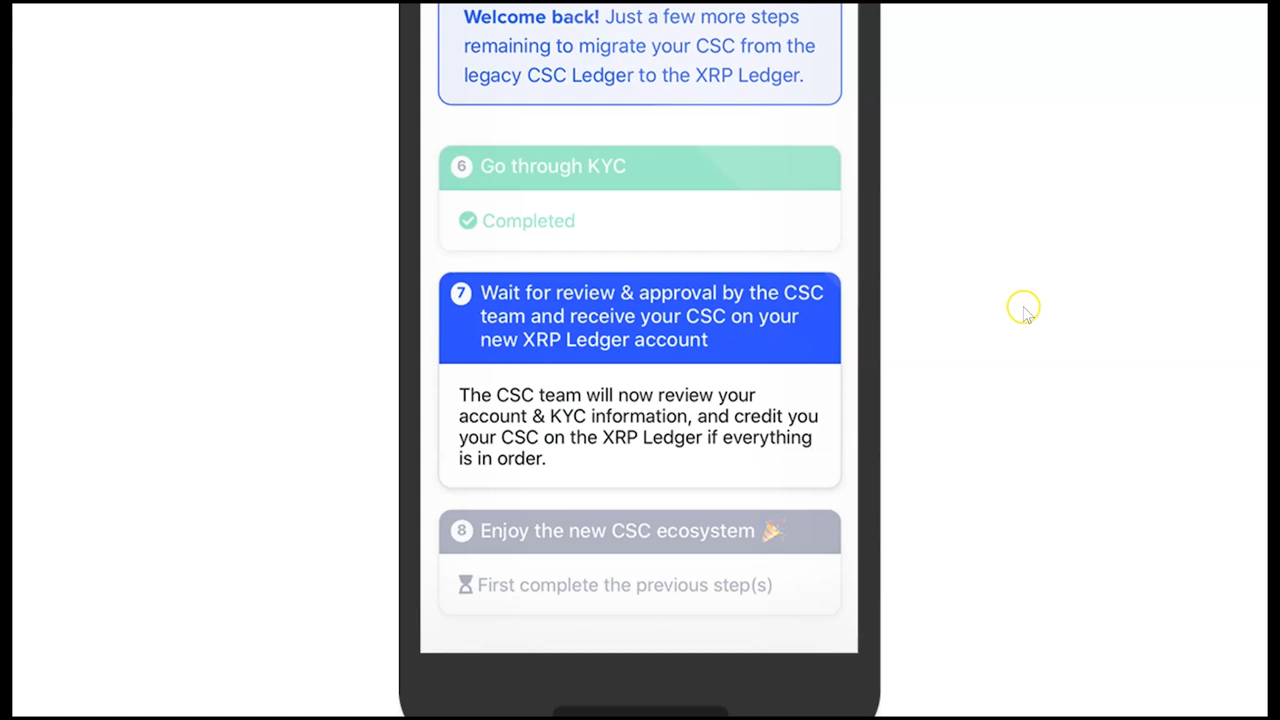 Welcome back! Just a few more steps
remaining to migrate your CSC from the
legacy CSC Ledger to the XRP Ledger.
6 Go through KYC
Completed
7 Wait for review & approval by the CSC
team and receive your CSC on your
new XRP Ledger account
The CSC team will now review your
account & KYC information, and credit you
your CSC on the XRP Ledger if everything
is in order.
8 Enjoy the new CSC ecosystem 🎉
First complete the previous step(s)